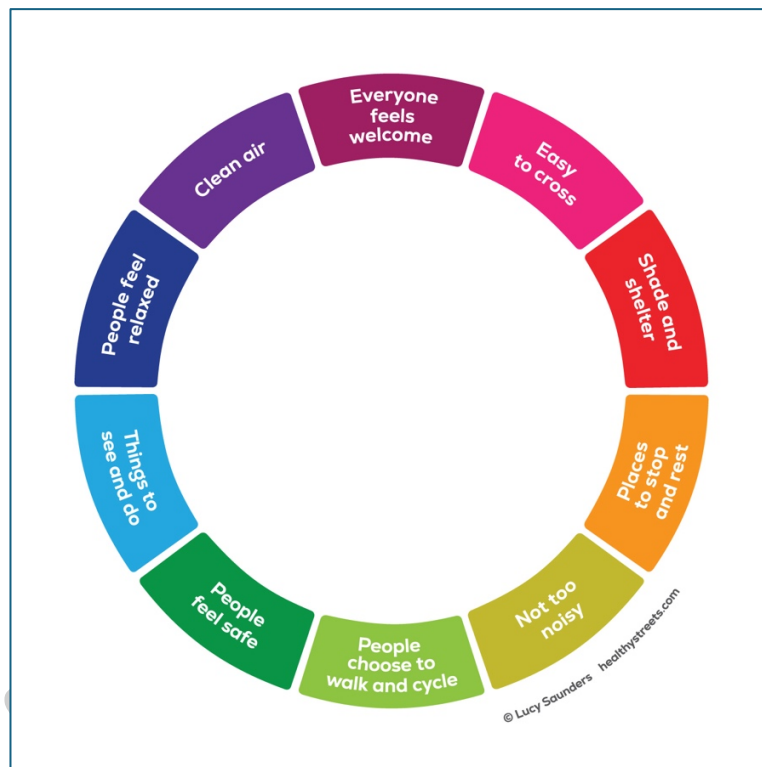 Everyone
feels
welcome
Easy
to cross
Shade and
shelter
Places
to stop
and rest
Not too
noisy
People
choose to
walk and cycle
People
feel safe
Things to
see and do
People feel
relaxed
Clean air
© Lucy Saunders healthystreets.com